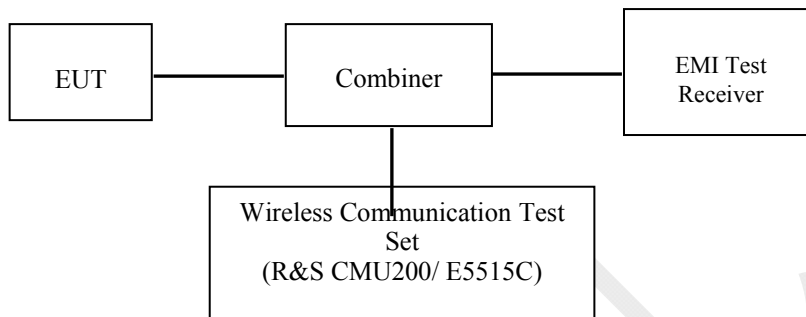 EUT
Combiner
EMI Test
Receiver
Wireless Communication Test
Set
(R&S CMU200/ E5515C)